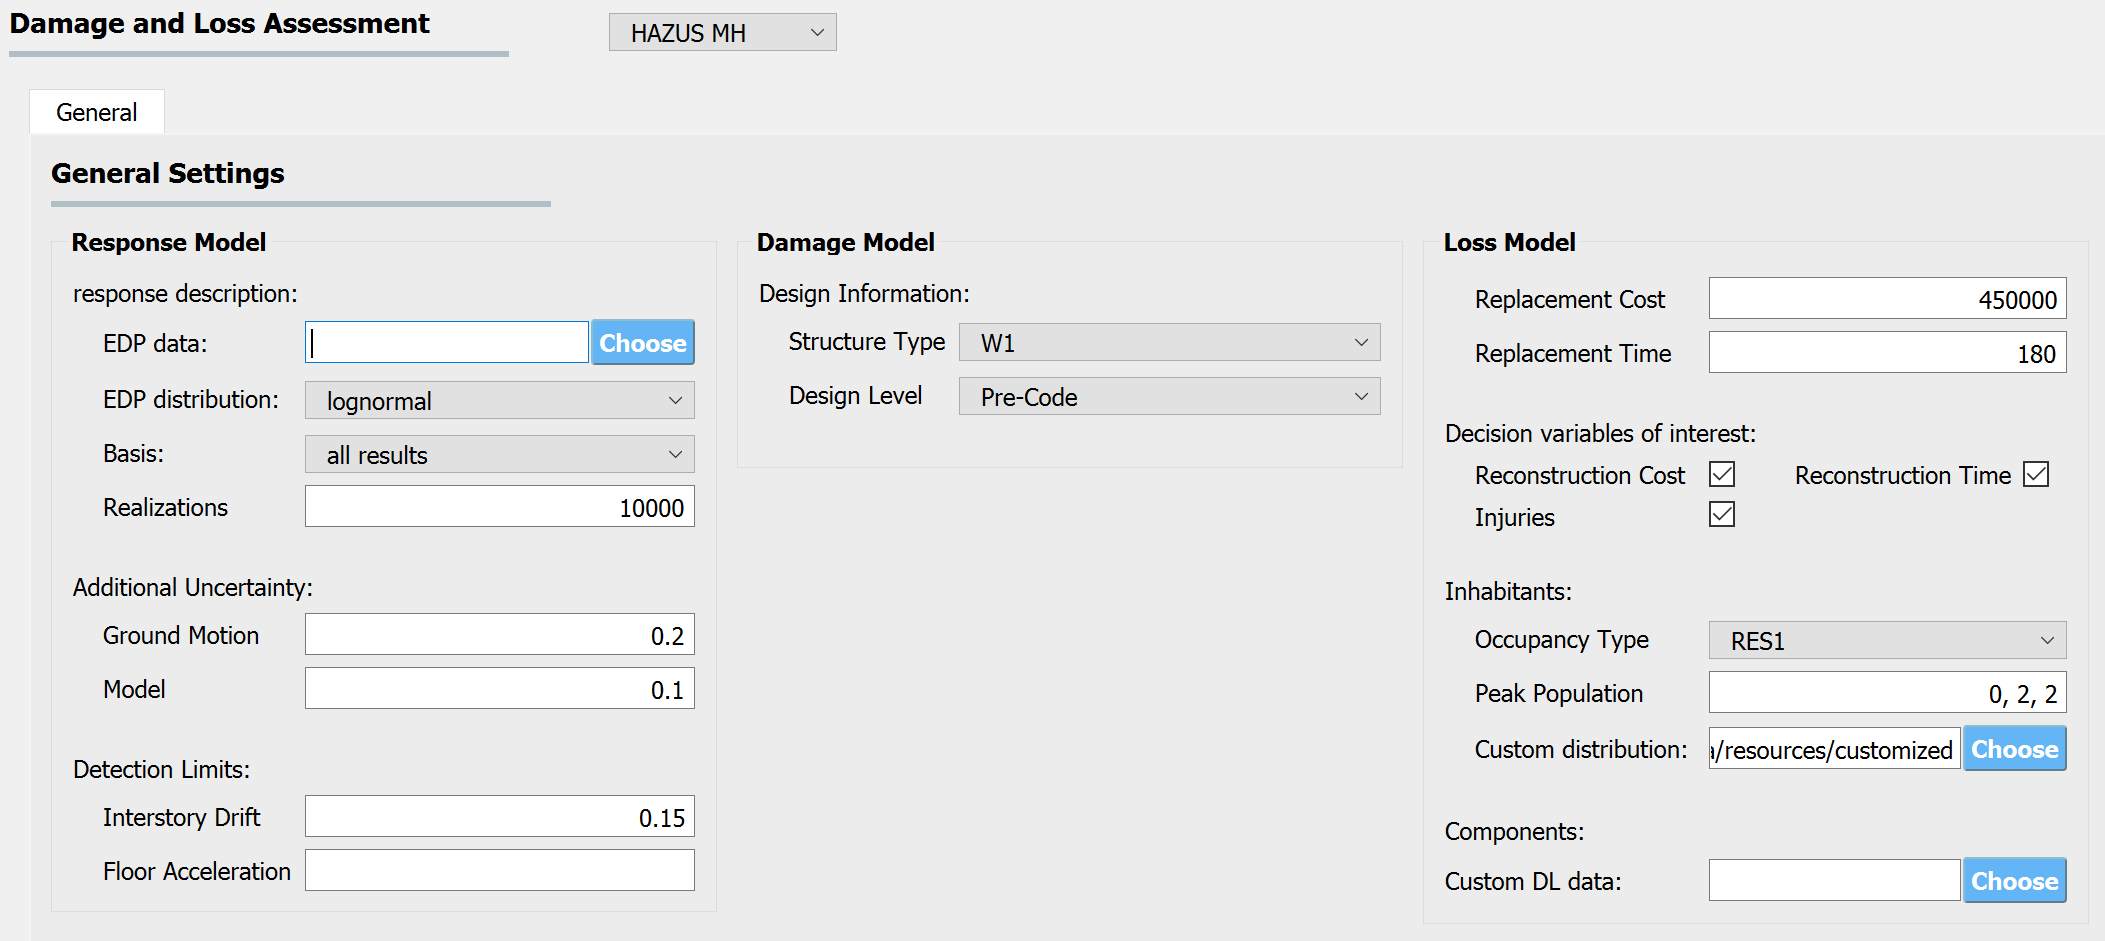 Damage and Loss Assessment
HAZUS MH
General
General Settings
Response Model
response description:
EDP data:
Choose
EDP distribution:
lognormal
Basis:
all results
Realizations
10000
Additional Uncertainty:
Ground Motion
0.2
Model
0.1
Detection Limits:
Interstory Drift
0.15
Floor Acceleration
Damage Model
Design Information:
Structure Type
W1
Design Level
Pre-Code
Loss Model
Replacement Cost
450000
Replacement Time
180
Decision variables of interest:
Reconstruction Cost
Reconstruction Time
Injuries
Inhabitants:
Occupancy Type
RES1
Peak Population
0, 2, 2
Custom distribution:
/resources/customized
Choose
Components:
Custom DL data:
Choose